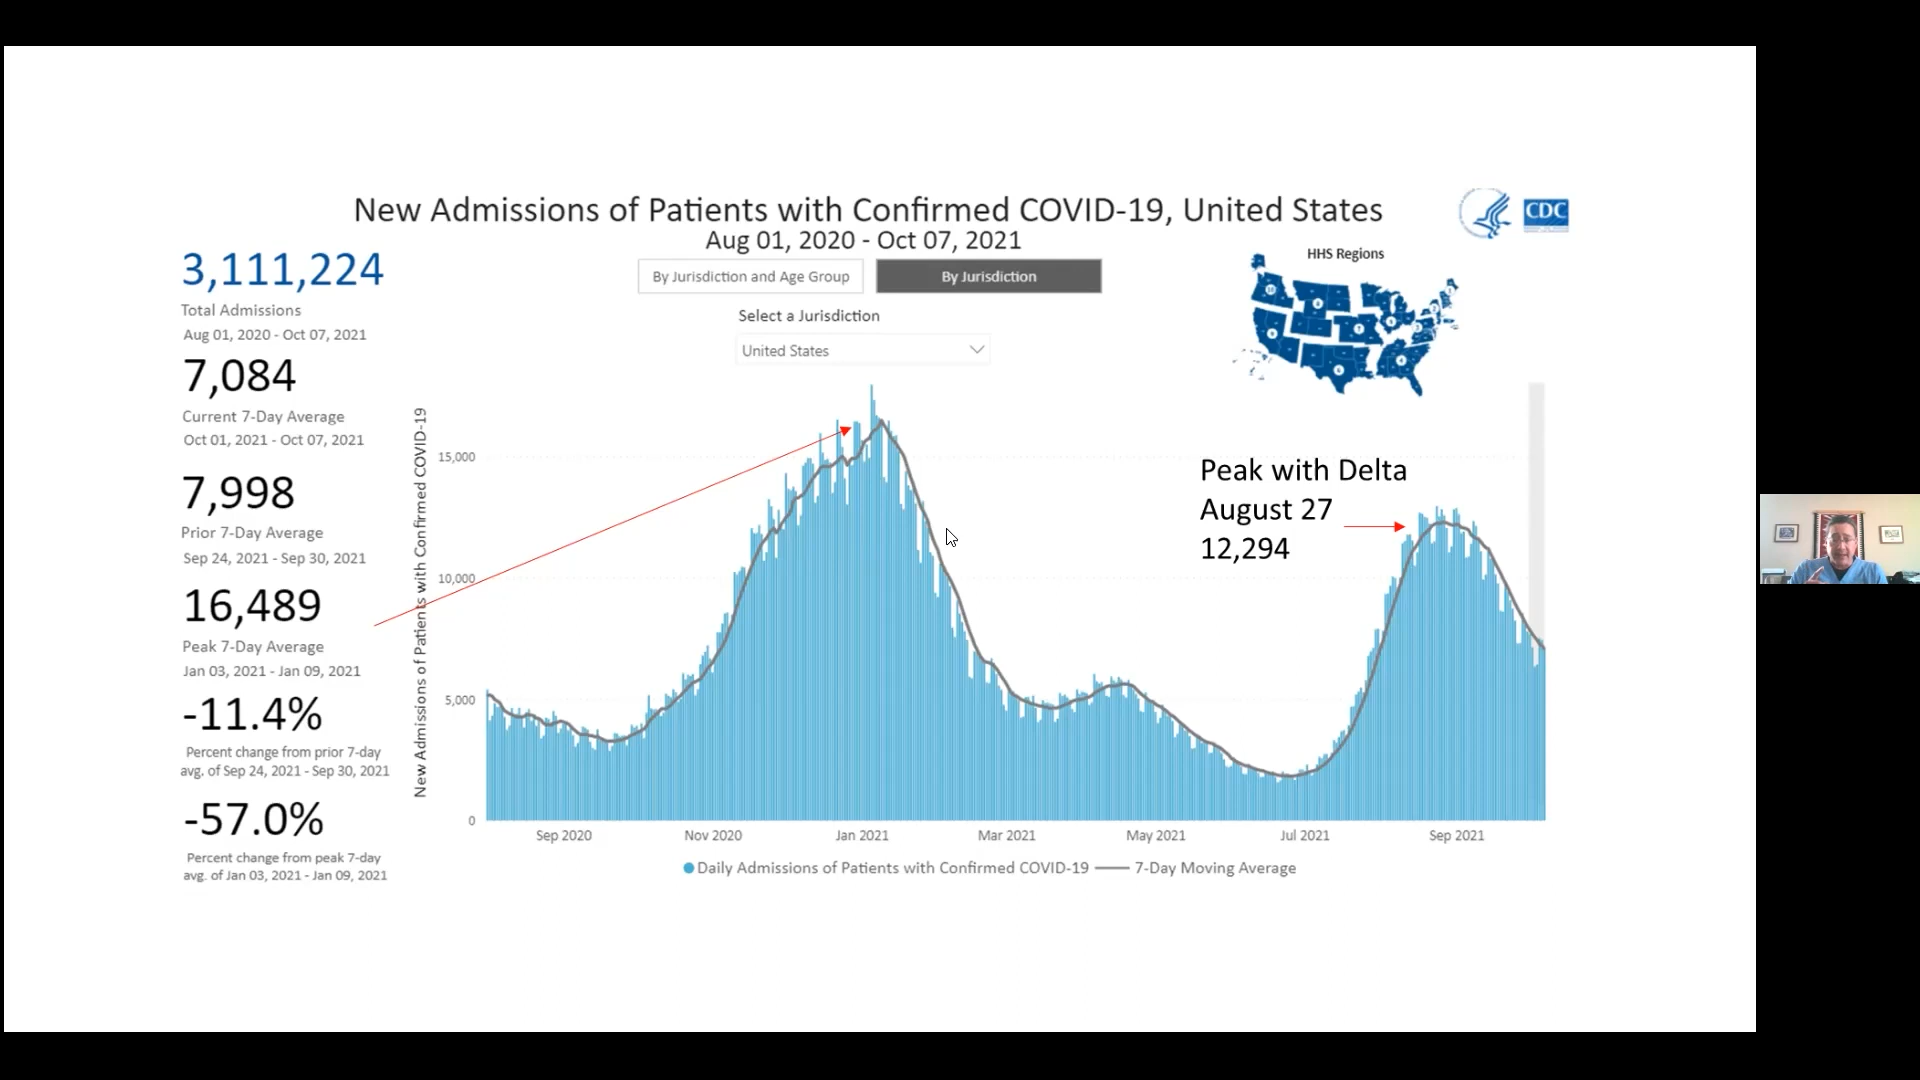 New Admissions of Patients with Confirmed COVID-19, United States
Aug 01, 2020 - Oct 07, 2021
CDC
HHS Regions
By Jurisdiction and Age Group
By Jurisdiction
Select a Jurisdiction
United States
3,111,224
Total Admissions
Aug 01, 2020 - Oct 07, 2021
7,084
Current 7-Day Average
Oct 01, 2021 - Oct 07, 2021
7,998
Prior 7-Day Average
Sep 24, 2021 - Sep 30, 2021
16,489
Peak 7-Day Average
Jan 03, 2021 - Jan 09, 2021
-11.4%
Percent change from prior 7-day
avg. of Sep 24, 2021 - Sep 30, 2021
-57.0%
Percent change from peak 7-day
avg. of Jan 03, 2021 - Jan 09, 2021
New Admissions of Patients with Confirmed COVID-19
15,000
10,000
5,000
0
Peak with Delta
August 27
12,294
Sep 2020
Nov 2020
Jan 2021
Mar 2021
May 2021
Jul 2021
Sep 2021
Daily Admissions of Patients with Confirmed COVID-19
7-Day Moving Average